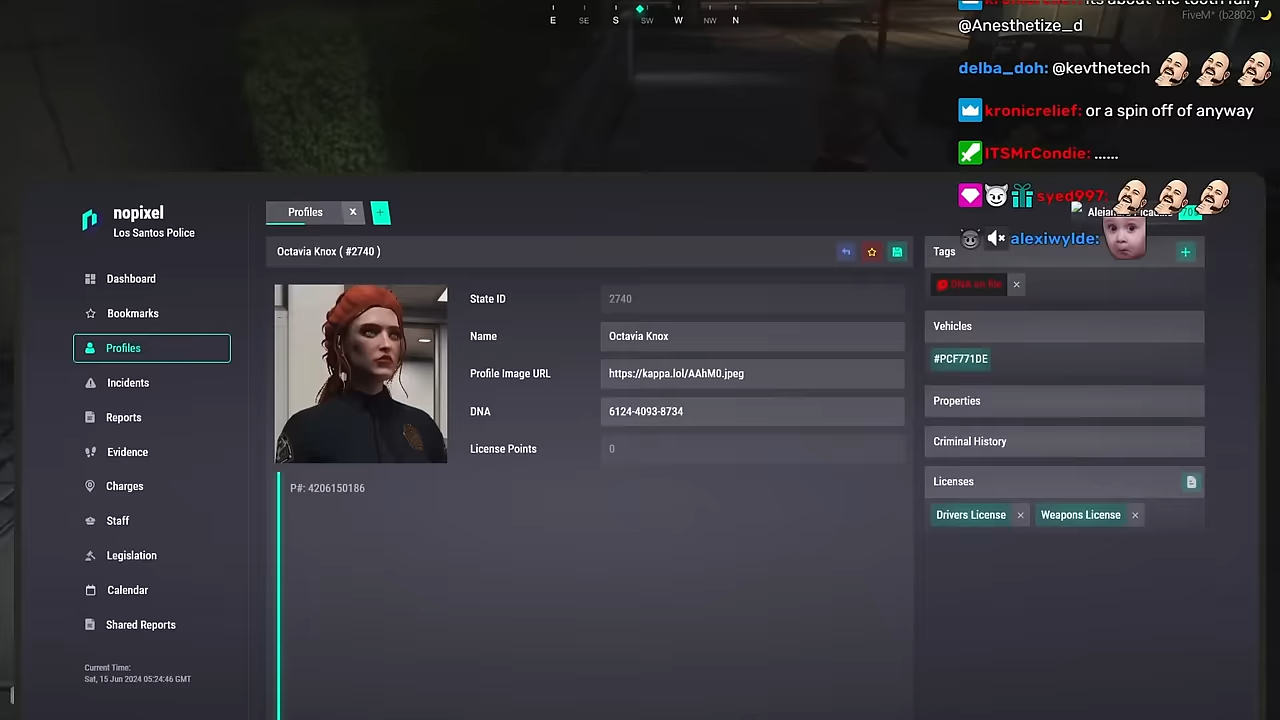 E SE S SW W NW N
FiveM* (b2802)
@Anesthetize_d
delba_doh: @kevthetech
kronicrelief: or a spin off of anyway
ITSMrCondie: ......
syed997:
alexiwylde:
nopixel
Los Santos Police
Dashboard
Bookmarks
Profiles
Incidents
Reports
Evidence
Charges
Staff
Legislation
Calendar
Shared Reports
Current Time:
Sat, 15 Jun 2024 05:24:46 GMT
Profiles x +
Octavia Knox ( #2740 )
State ID 2740
Name Octavia Knox
Profile Image URL https://kappa.lol/AAhM0.jpeg
DNA 6124-4093-8734
License Points 0
P#: 4206150186
Tags +
DNA on file ×
Vehicles
#PCF771DE
Properties
Criminal History
Licenses
Drivers License × Weapons License ×